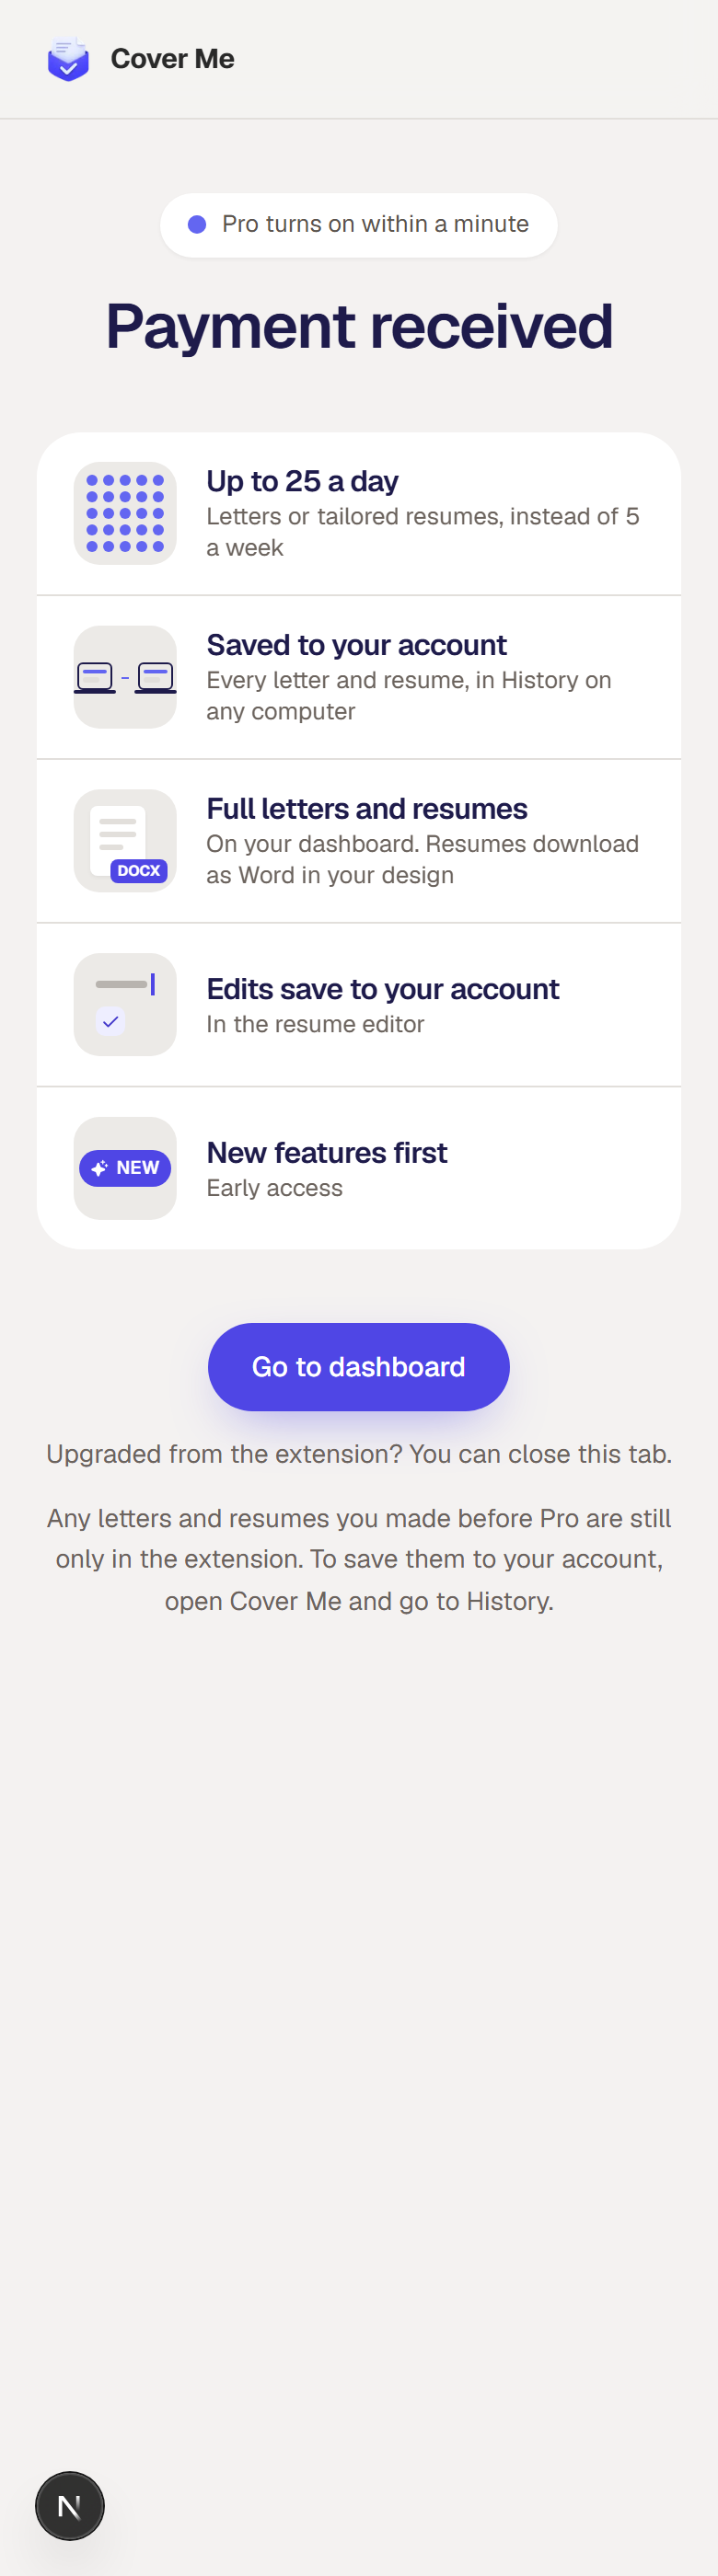 Cover Me
Pro turns on within a minute
Payment received
Up to 25 a day
Letters or tailored resumes, instead of 5
a week
Saved to your account
Every letter and resume, in History on
any computer
Full letters and resumes
On your dashboard. Resumes download
as Word in your design
DOCX
Edits save to your account
In the resume editor
NEW
New features first
Early access
Go to dashboard
Upgraded from the extension? You can close this tab.
Any letters and resumes you made before Pro are still
only in the extension. To save them to your account,
open Cover Me and go to History.
N